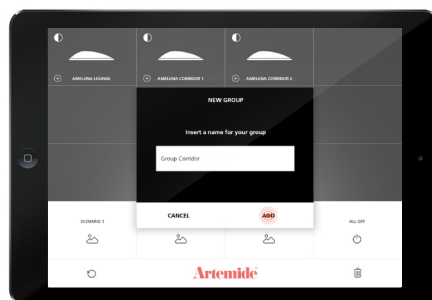 AMELUNA LOUNGE
AMELUNA CORRIDOR 1
AMELUNA CORRIDOR 2
NEW GROUP
Insert a name for your group
Group Corridor
CANCEL
ADD
SCENARIO 1
ALL OFF
Artemide